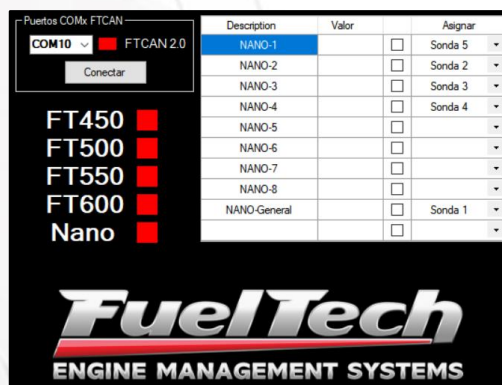 Puertos COMx FTCAN
COM10 FTCAN 2.0
Conectar
FT450
FT500
FT550
FT600
Nano
Description Valor Asignar
NANO-1 Sonda 5
NANO-2 Sonda 2
NANO-3 Sonda 3
NANO-4 Sonda 4
NANO-5
NANO-6
NANO-7
NANO-8
NANO-General Sonda 1
FuelTech
ENGINE MANAGEMENT SYSTEMS